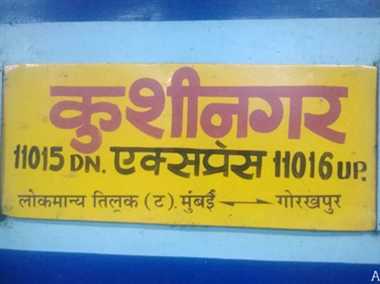 कुशीनगर
11015 DN. एक्सप्रेस 11016 UP.
लोकमान्य तिलक (ट). मुंबई ⟷ गोरखपुर
A